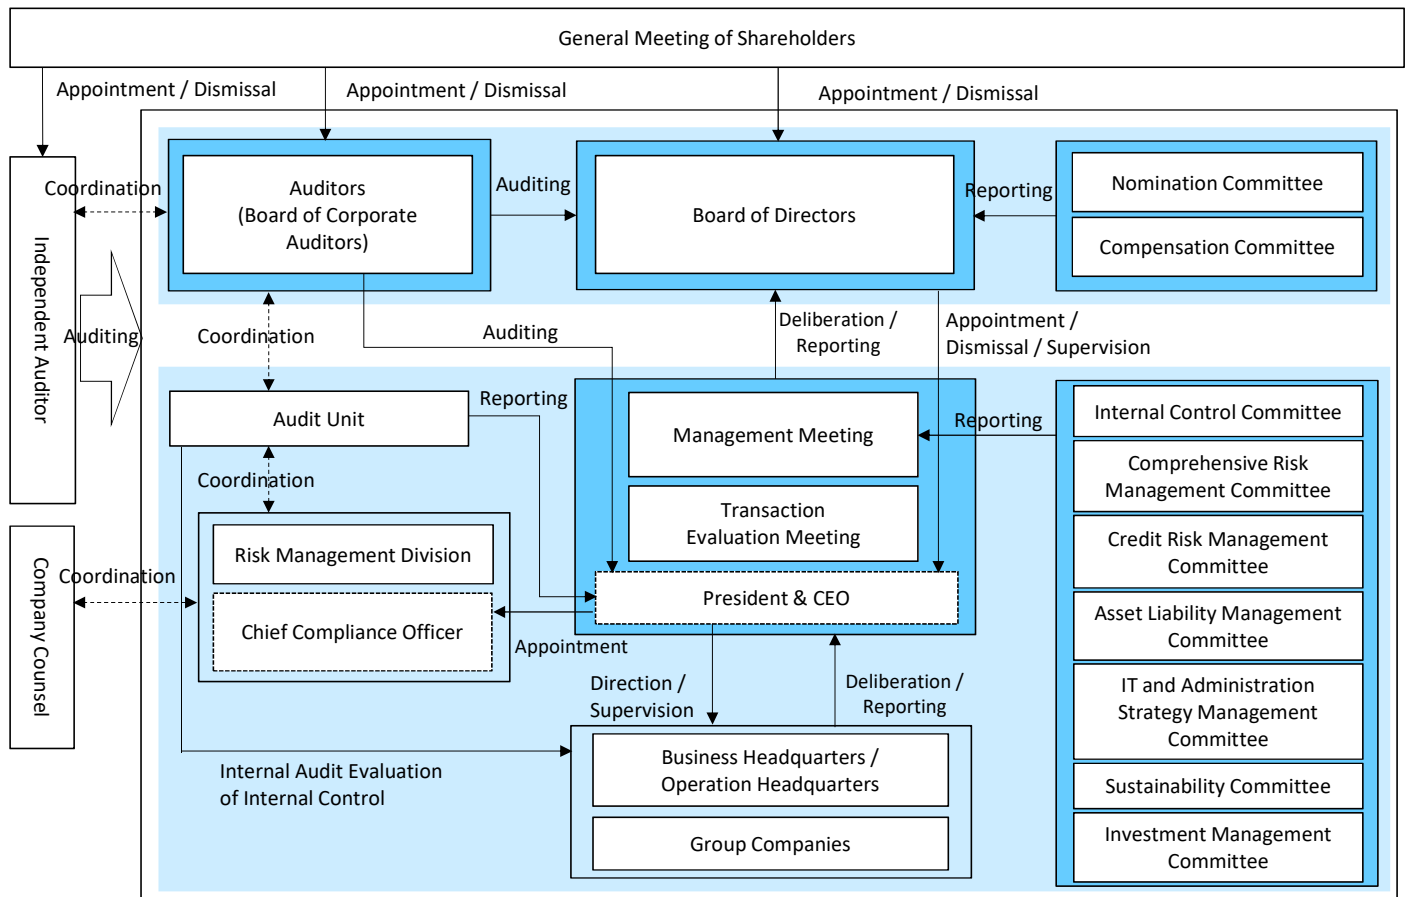 General Meeting of Shareholders
Appointment / Dismissal
Appointment / Dismissal
Appointment / Dismissal
Independent Auditor
Coordination
Auditing
Auditors
(Board of Corporate
Auditors)
Auditing
Board of Directors
Reporting
Nomination Committee
Compensation Committee
Coordination
Auditing
Deliberation /
Reporting
Appointment /
Dismissal / Supervision
Audit Unit
Reporting
Management Meeting
Reporting
Transaction
Evaluation Meeting
President & CEO
Coordination
Risk Management Division
Chief Compliance Officer
Appointment
Company Counsel
Coordination
Direction /
Supervision
Deliberation /
Reporting
Internal Audit Evaluation
of Internal Control
Business Headquarters /
Operation Headquarters
Group Companies
Internal Control Committee
Comprehensive Risk
Management Committee
Credit Risk Management
Committee
Asset Liability Management
Committee
IT and Administration
Strategy Management
Committee
Sustainability Committee
Investment Management
Committee